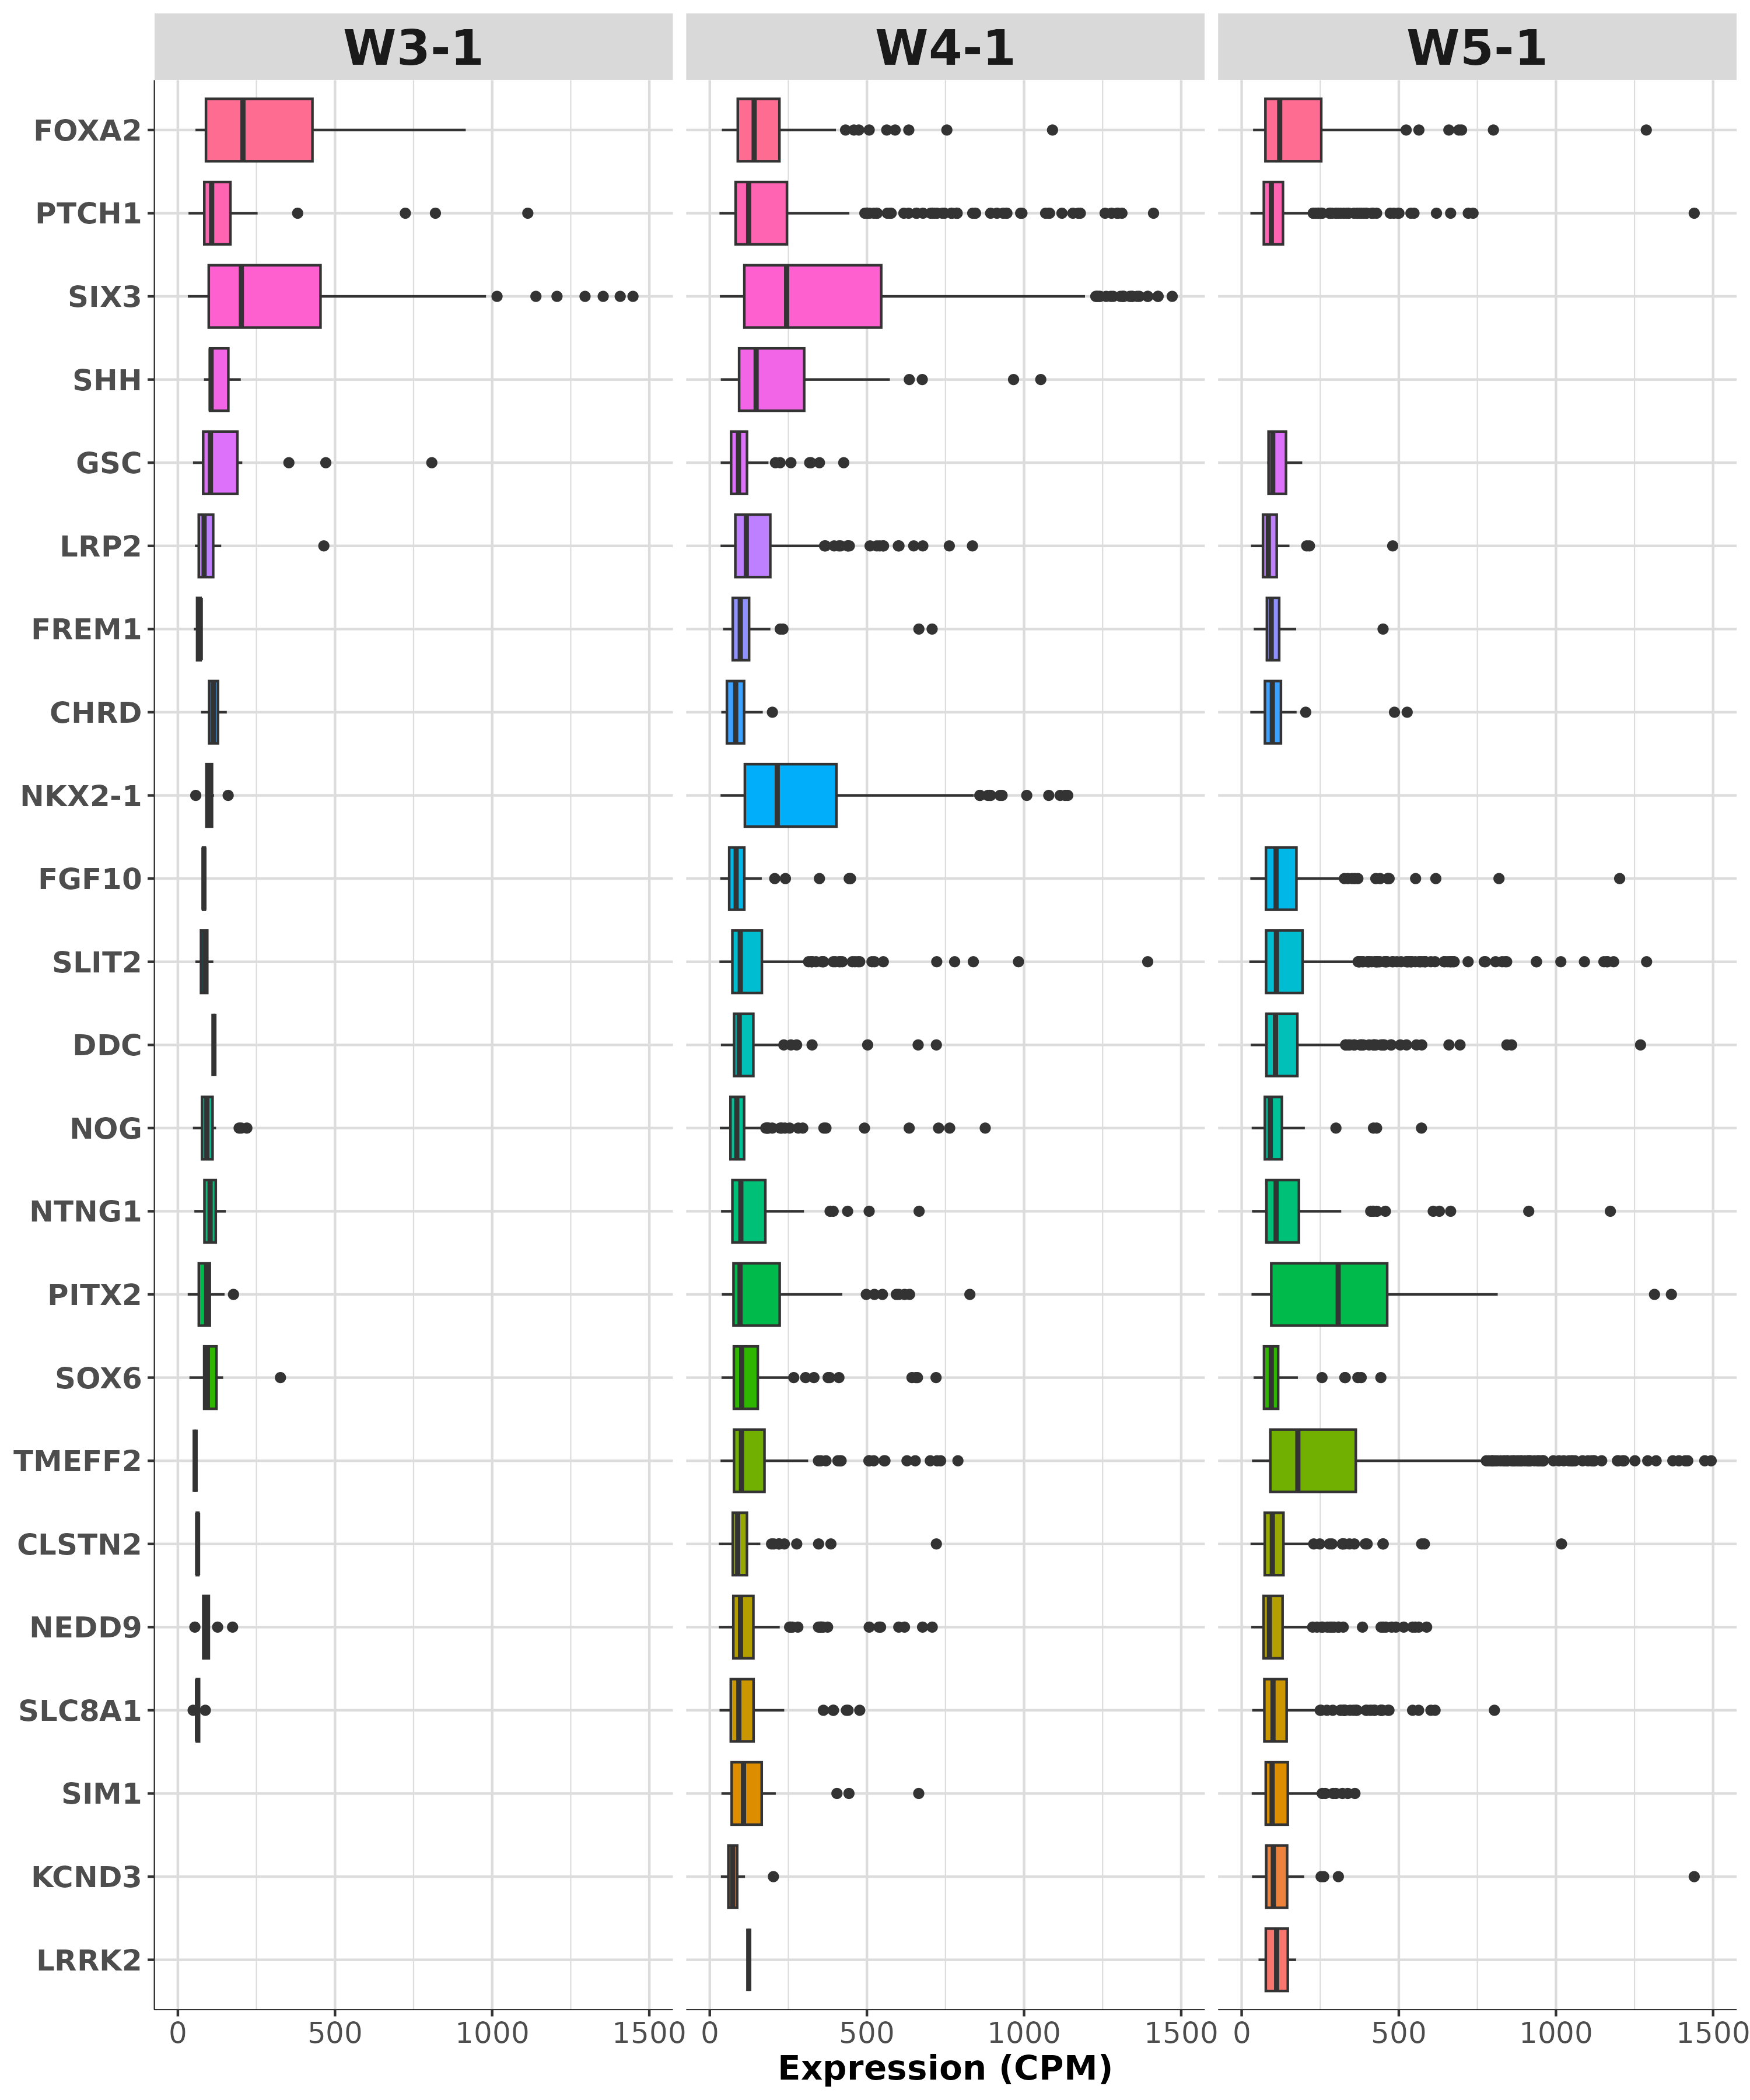 W3-1 W4-1 W5-1
FOXA2
PTCH1
SIX3
SHH
GSC
LRP2
FREM1
CHRD
NKX2-1
FGF10
SLIT2
DDC
NOG
NTNG1
PITX2
SOX6
TMEFF2
CLSTN2
NEDD9
SLC8A1
SIM1
KCND3
LRRK2
0 500 1000 1500 0 500 1000 1500 0 500 1000 1500
Expression (CPM)